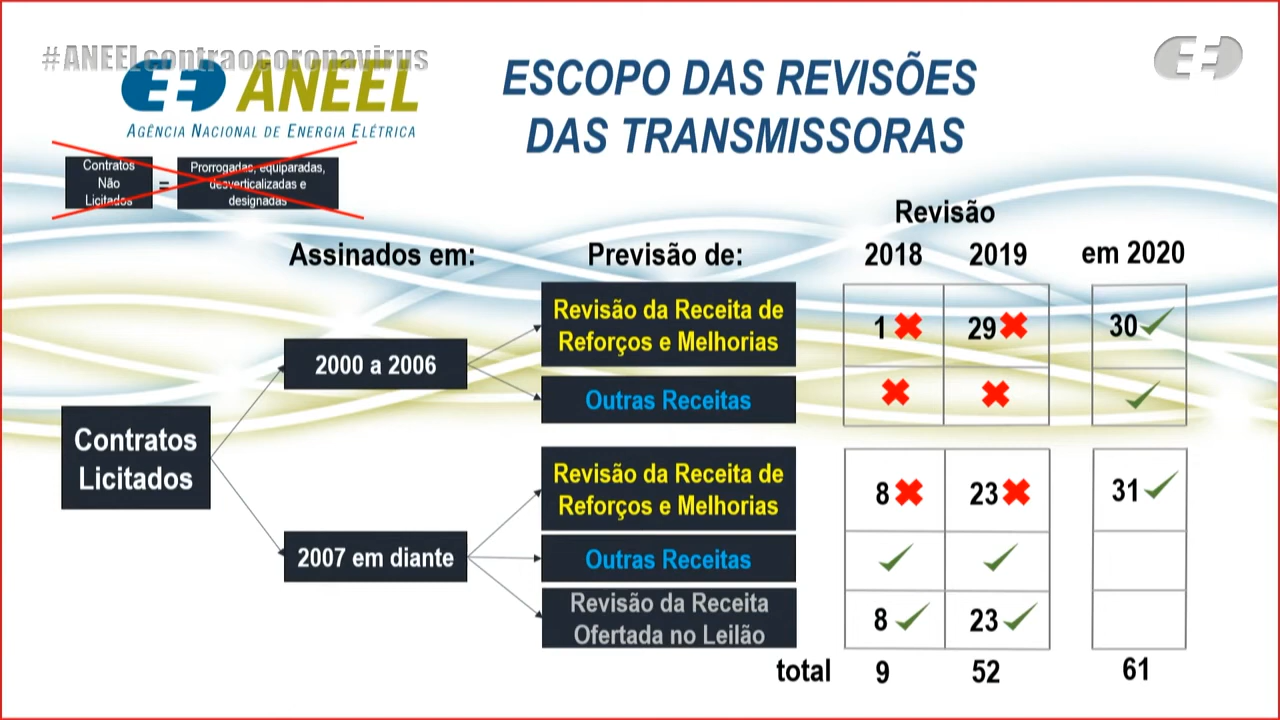 #ANEELcontraocoronavirus
ANEEL
AGÊNCIA NACIONAL DE ENERGIA ELÉTRICA
ESCOPO DAS REVISÕES
DAS TRANSMISSORAS
Contratos
Não
Licitados
=
Prorrogadas, equiparadas,
desverticalizadas e
designadas
Revisão
Assinados em:
Previsão de:
2018
2019
em 2020
Revisão da Receita de
Reforços e Melhorias
1
29
30
2000 a 2006
Outras Receitas
Contratos
Licitados
Revisão da Receita de
Reforços e Melhorias
8
23
31
2007 em diante
Outras Receitas
Revisão da Receita
Ofertada no Leilão
8
23
total
9
52
61